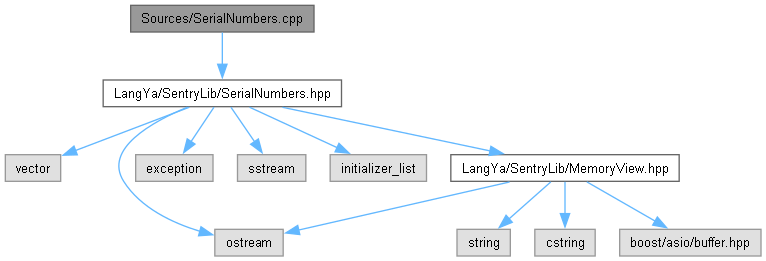 Sources/SerialNumbers.cpp
LangYa/SentryLib/SerialNumbers.hpp
vector
exception
sstream
initializer_list
LangYa/SentryLib/MemoryView.hpp
ostream
string
cstring
boost/asio/buffer.hpp